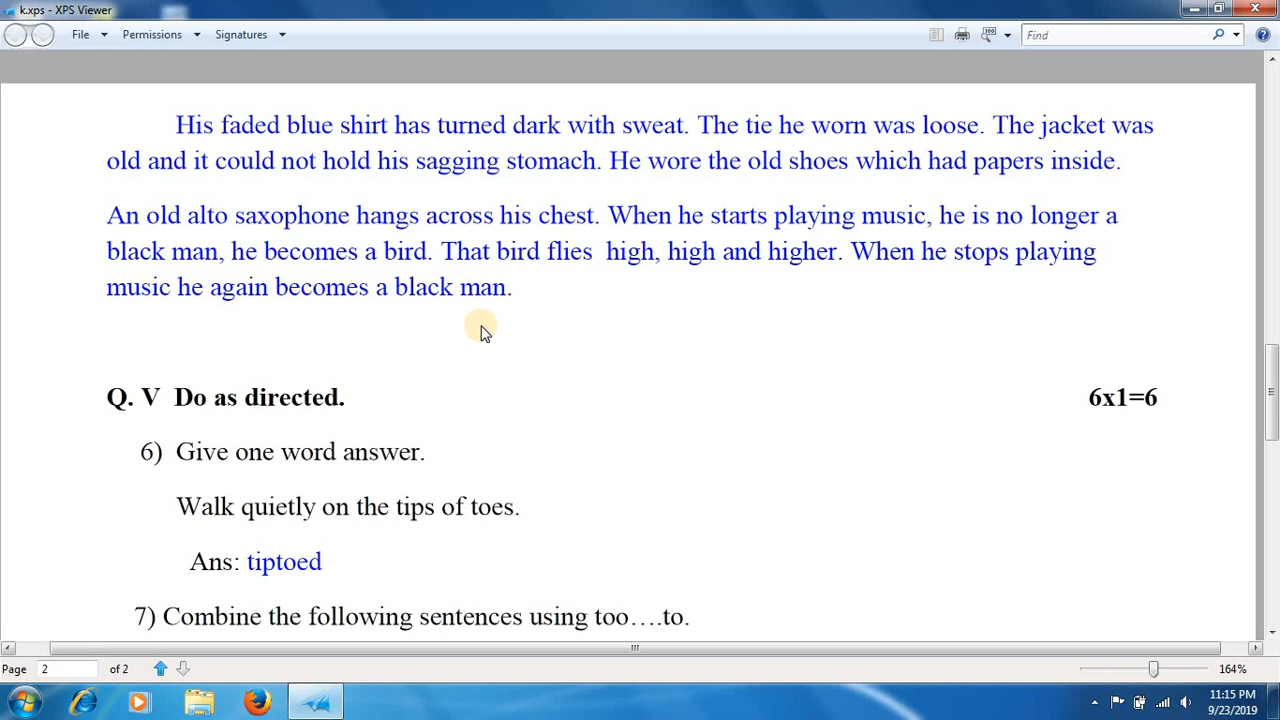 k.xps - XPS Viewer
File Permissions Signatures Find
His faded blue shirt has turned dark with sweat. The tie he worn was loose. The jacket was
old and it could not hold his sagging stomach. He wore the old shoes which had papers inside.
An old alto saxophone hangs across his chest. When he starts playing music, he is no longer a
black man, he becomes a bird. That bird flies high, high and higher. When he stops playing
music he again becomes a black man.
Q. V Do as directed. 6x1=6
6) Give one word answer.
Walk quietly on the tips of toes.
Ans: tiptoed
7) Combine the following sentences using too….to.
Page 2 of 2 164%
11:15 PM
9/23/2019